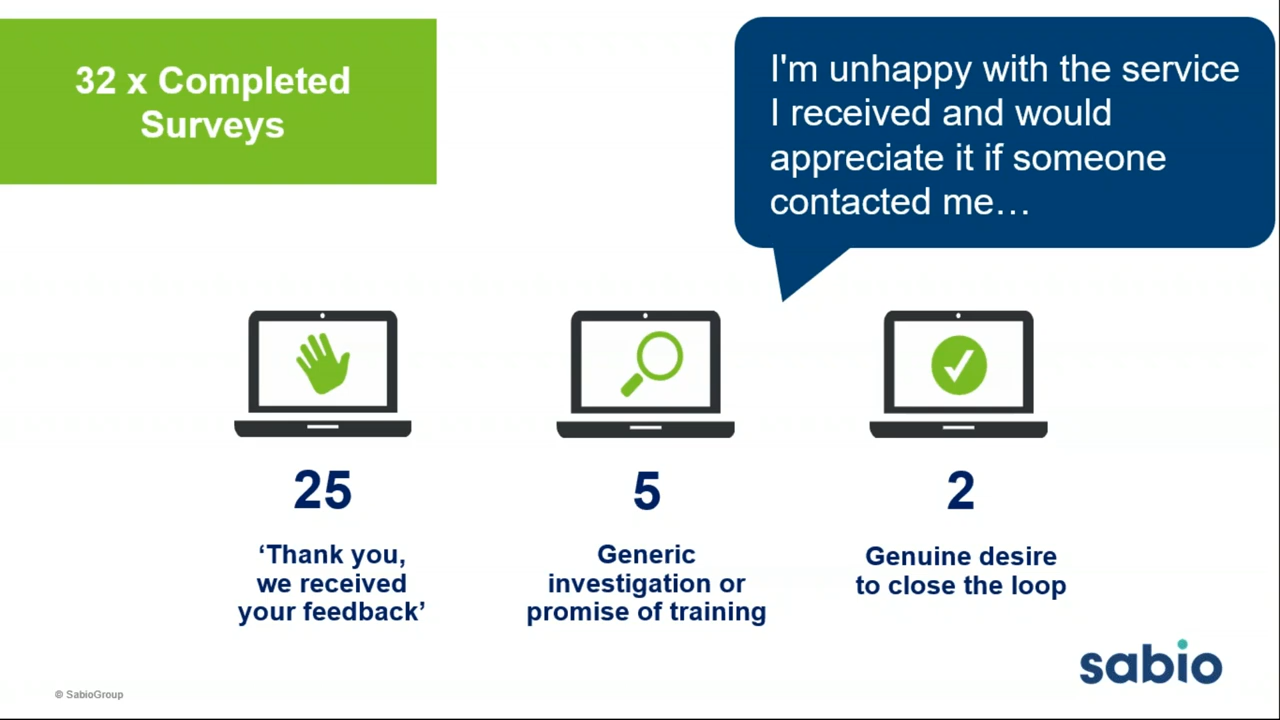 32 x Completed
Surveys
I'm unhappy with the service
I received and would
appreciate it if someone
contacted me…
25
‘Thank you,
we received
your feedback’
5
Generic
investigation or
promise of training
2
Genuine desire
to close the loop
sabio
© SabioGroup